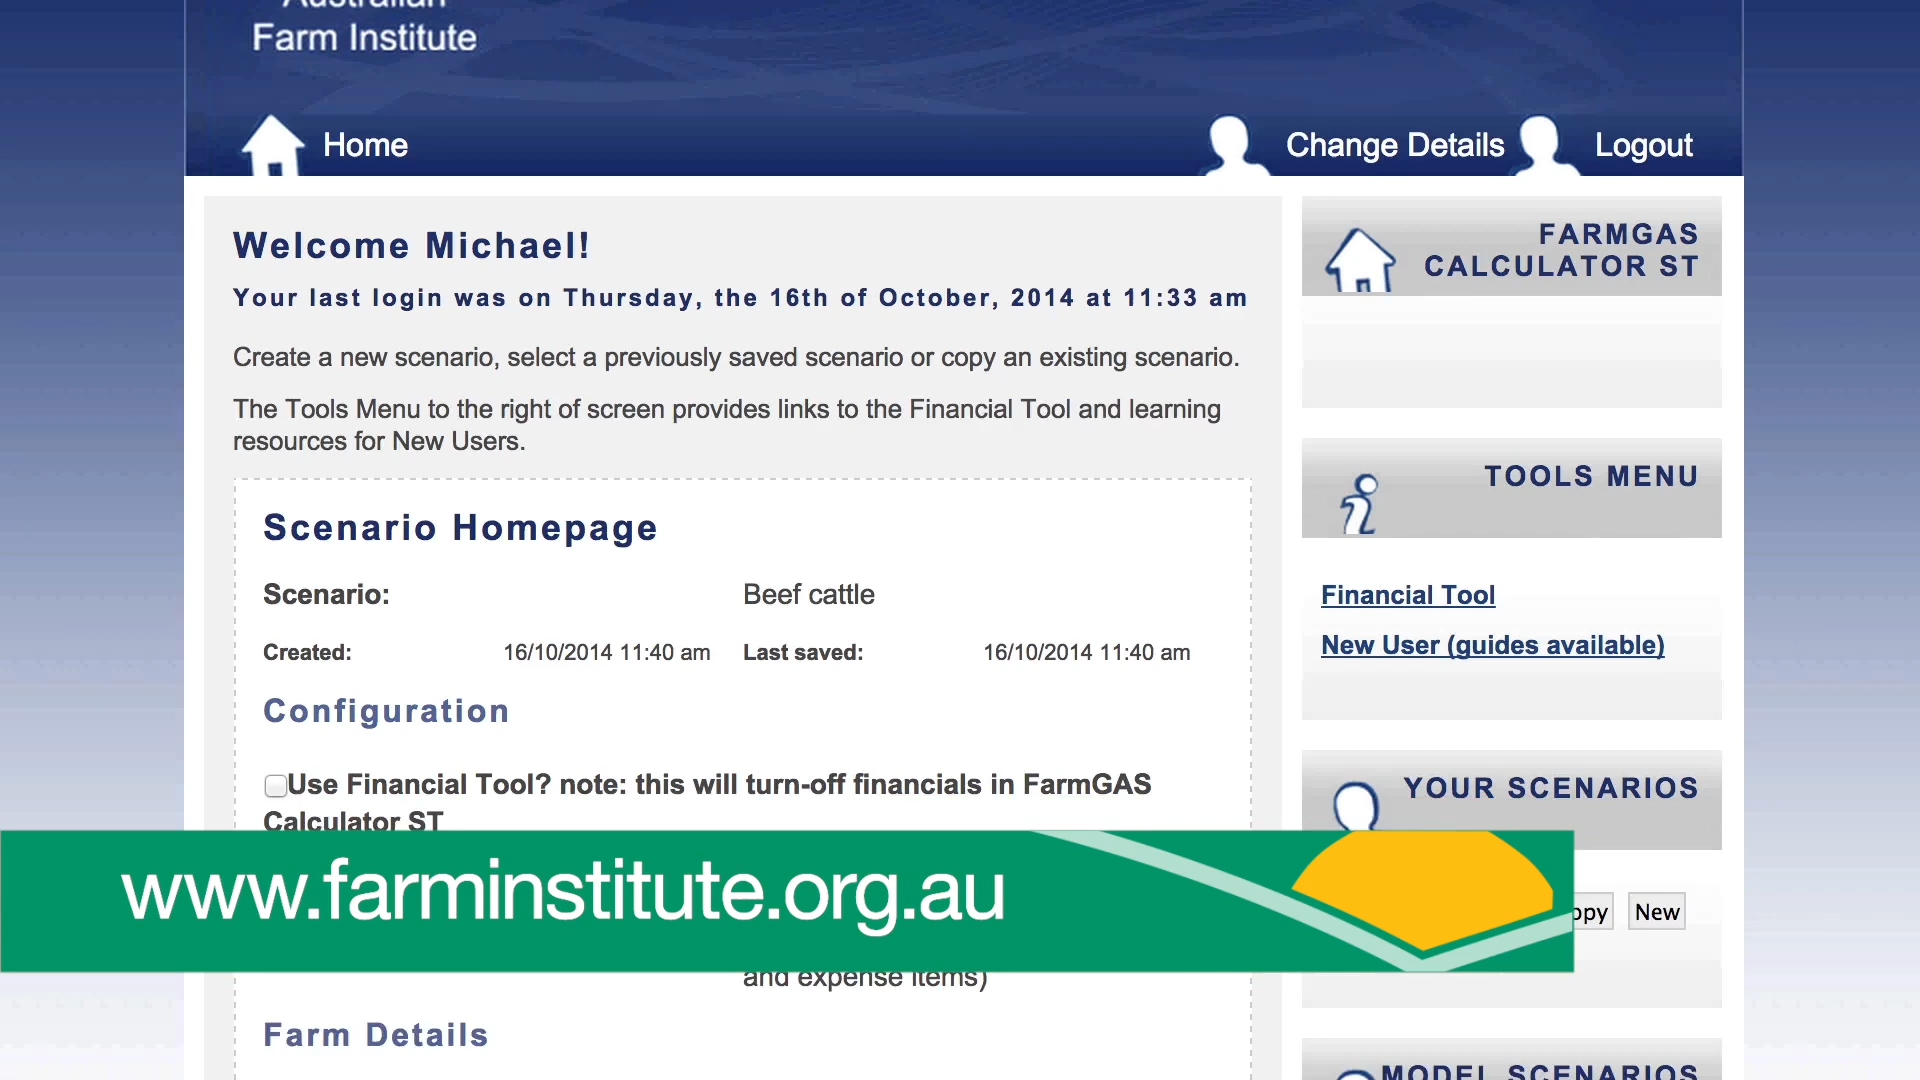 Australian
Farm Institute
Home
Change Details
Logout
Welcome Michael!
Your last login was on Thursday, the 16th of October, 2014 at 11:33 am
Create a new scenario, select a previously saved scenario or copy an existing scenario.
The Tools Menu to the right of screen provides links to the Financial Tool and learning
resources for New Users.
Scenario Homepage
Scenario: Beef cattle
Created: 16/10/2014 11:40 am Last saved: 16/10/2014 11:40 am
Configuration
Use Financial Tool? note: this will turn-off financials in FarmGAS
Calculator ST
and expense items)
Farm Details
FARMGAS
CALCULATOR ST
TOOLS MENU
Financial Tool
New User (guides available)
YOUR SCENARIOS
New
MODEL SCENARIOS
www.farminstitute.org.au